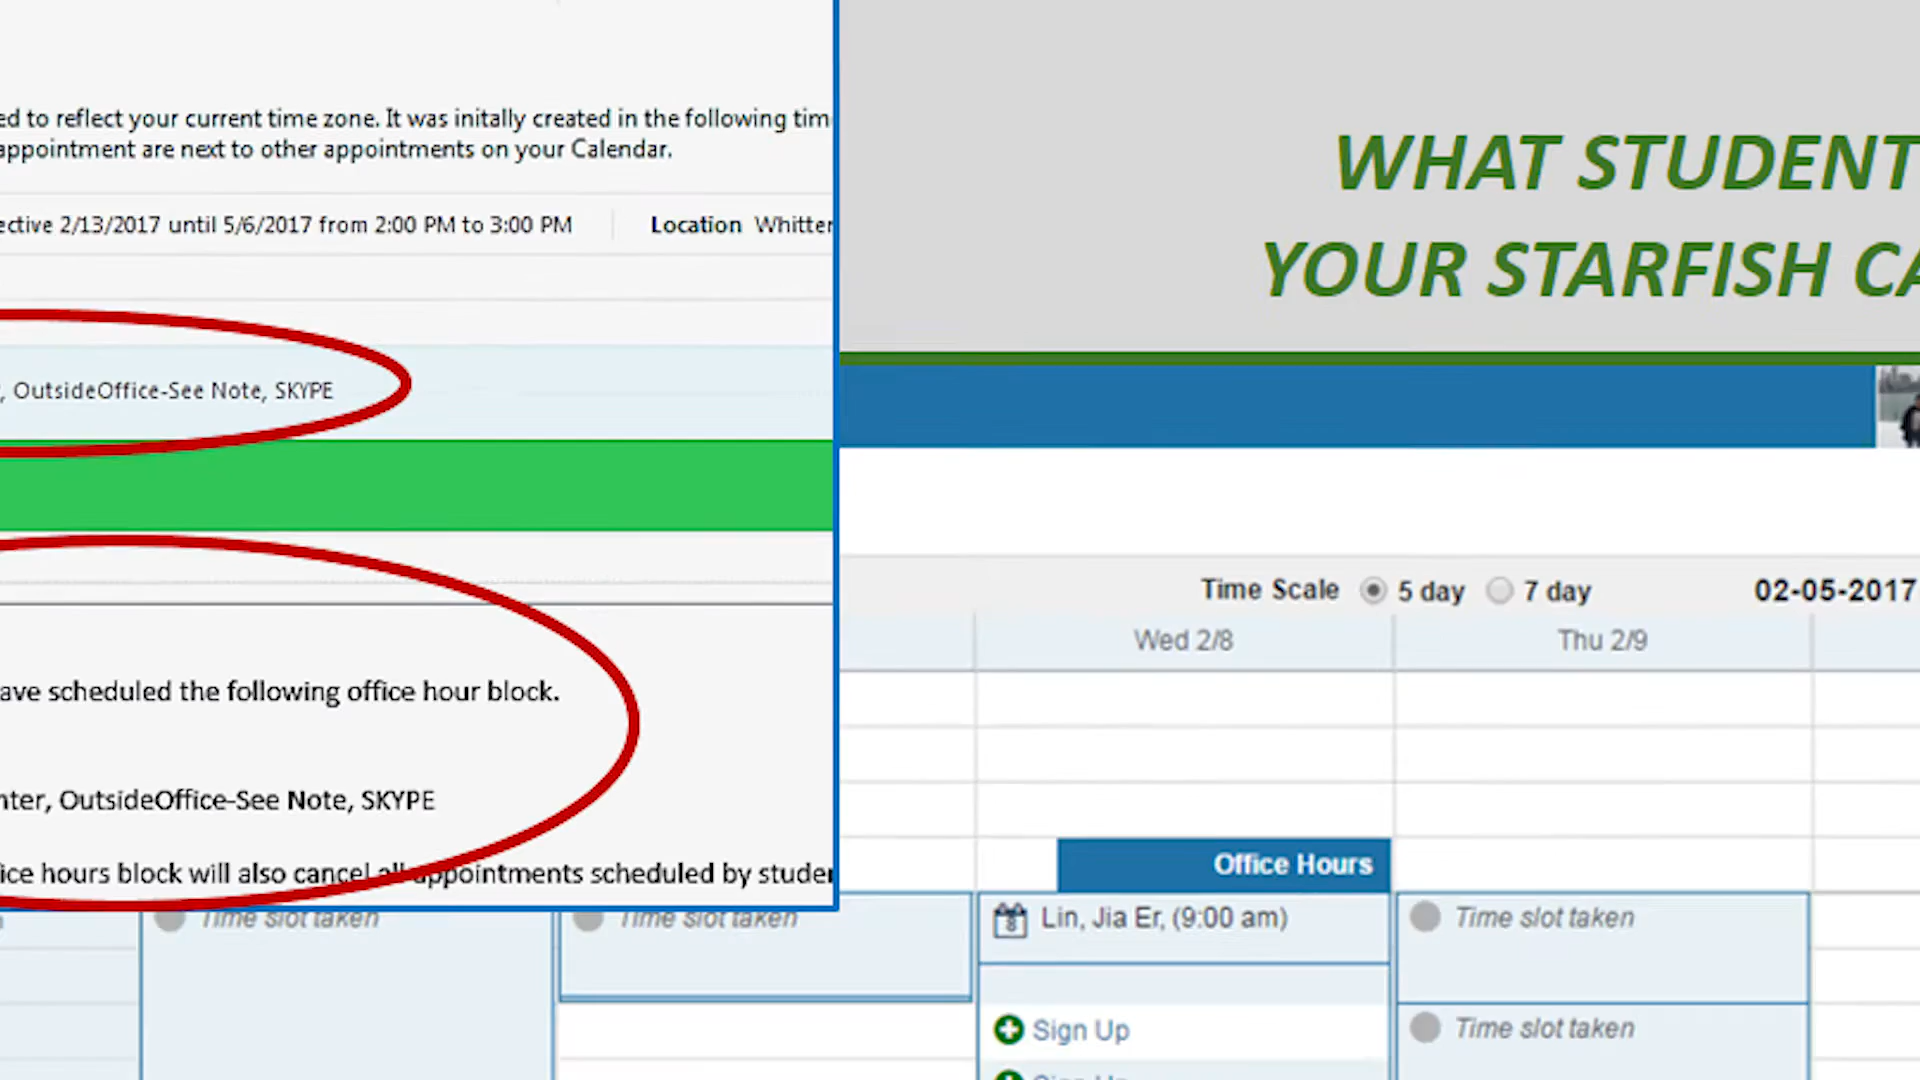 ed to reflect your current time zone. It was initally created in the following tim
appointment are next to other appointments on your Calendar.
ective 2/13/2017 until 5/6/2017 from 2:00 PM to 3:00 PM Location Whitter
, OutsideOffice-See Note, SKYPE
ave scheduled the following office hour block.
nter, OutsideOffice-See Note, SKYPE
ice hours block will also cancel all appointments scheduled by studen
WHAT STUDENT
YOUR STARFISH CA
Time Scale 5 day 7 day 02-05-2017
Wed 2/8 Thu 2/9
Office Hours
Time slot taken Time slot taken Lin, Jia Er, (9:00 am) Time slot taken
Sign Up Time slot taken
Sign Up